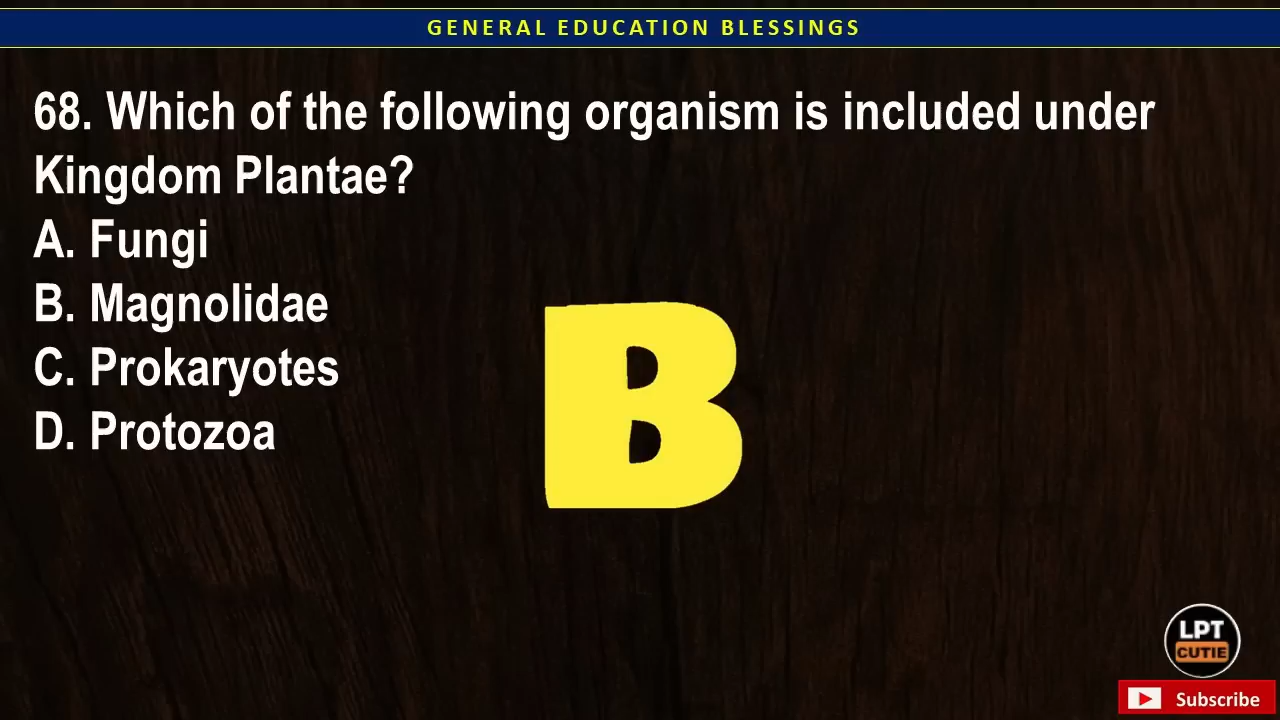 GENERAL EDUCATION BLESSINGS
68. Which of the following organism is included under
Kingdom Plantae?
A. Fungi
B. Magnolidae
C. Prokaryotes
D. Protozoa
B
LPT
CUTIE
Subscribe